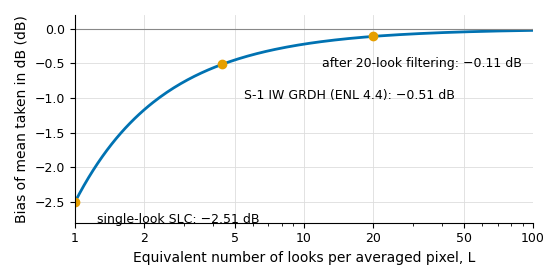 0.0
−0.5
−1.0
−1.5
−2.0
−2.5
Bias of mean taken in dB (dB)
after 20-look filtering: −0.11 dB
S-1 IW GRDH (ENL 4.4): −0.51 dB
single-look SLC: −2.51 dB
1 2 5 10 20 50 100
Equivalent number of looks per averaged pixel, L